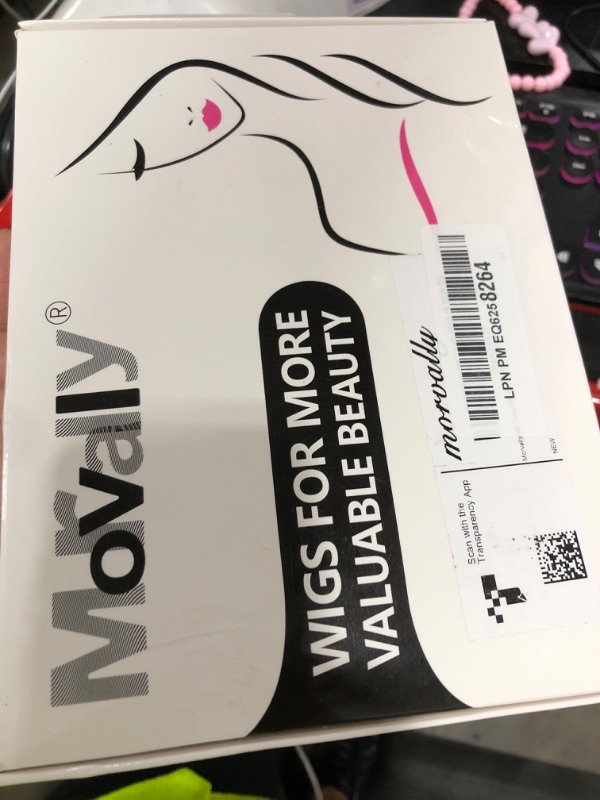 Morvally®
WIGS FOR MORE
VALUABLE BEAUTY
morvally
LPN PM EQ6258264
Scan with the
Transparency App
Morvally
NEW